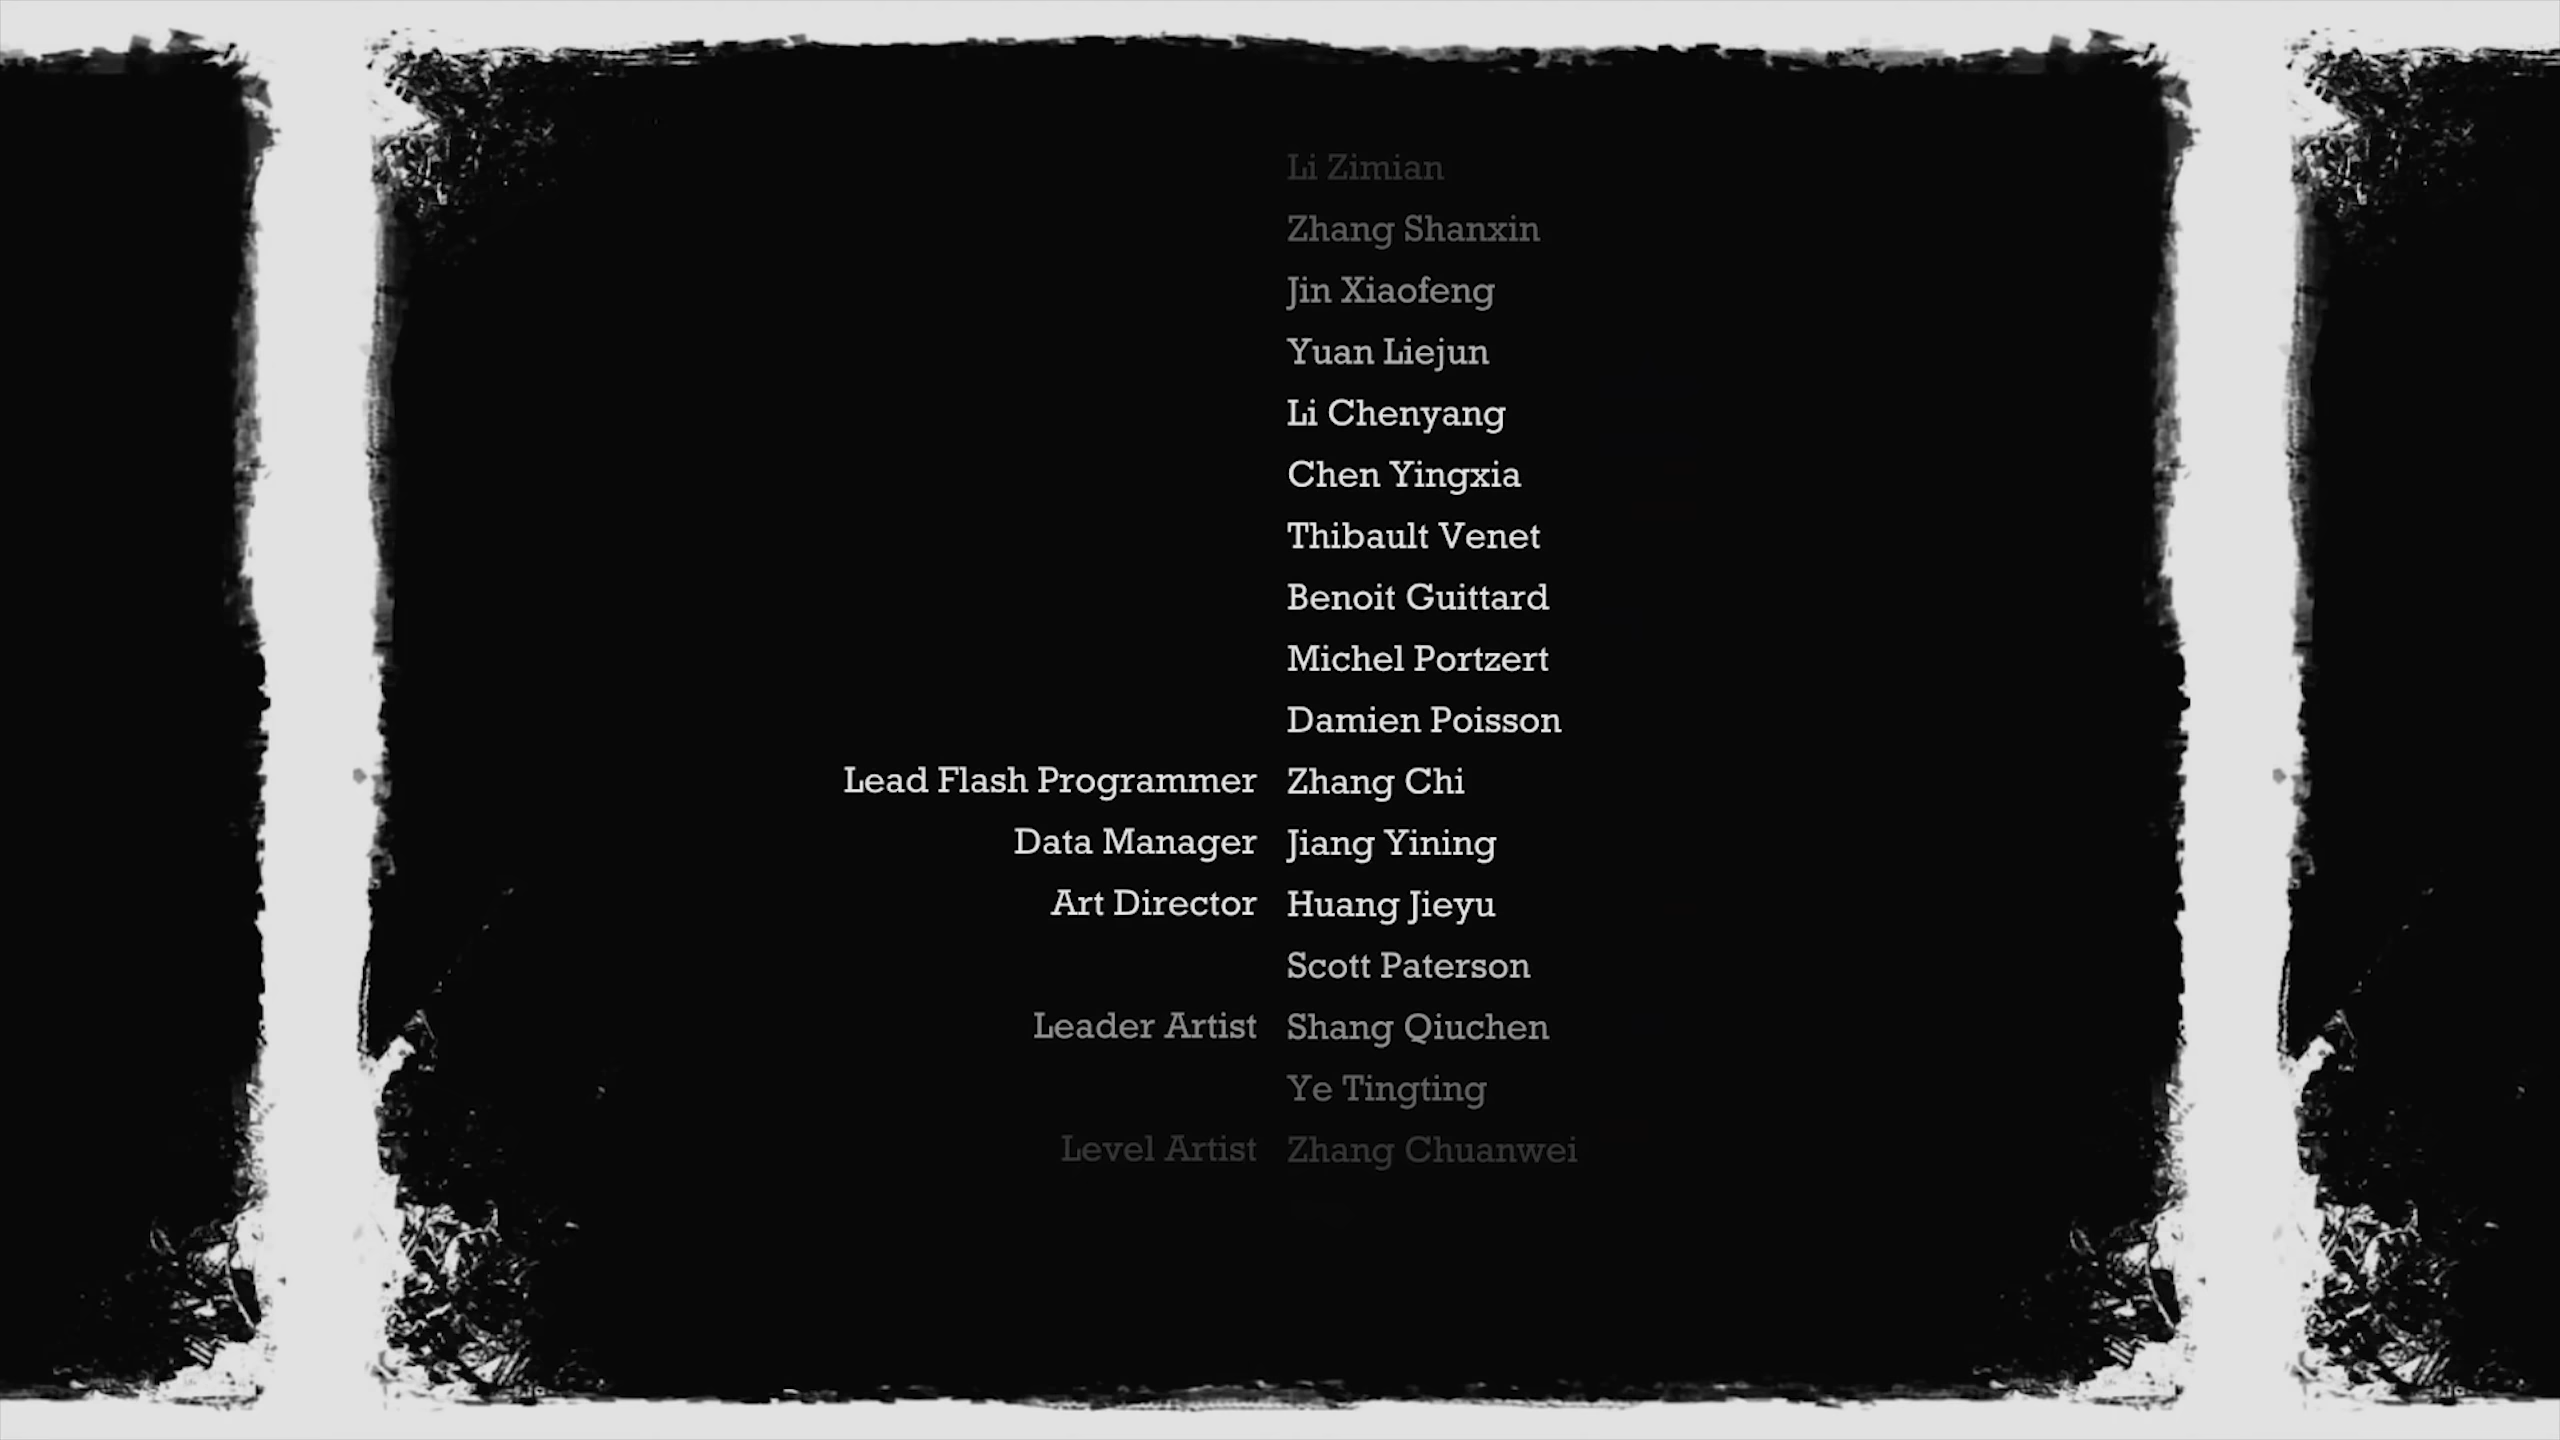 Li Zimian
Zhang Shanxin
Jin Xiaofeng
Yuan Liejun
Li Chenyang
Chen Yingxia
Thibault Venet
Benoit Guittard
Michel Portzert
Damien Poisson
Lead Flash Programmer Zhang Chi
Data Manager Jiang Yining
Art Director Huang Jieyu
Scott Paterson
Leader Artist Shang Qiuchen
Ye Tingting
Level Artist Zhang Chuanwei